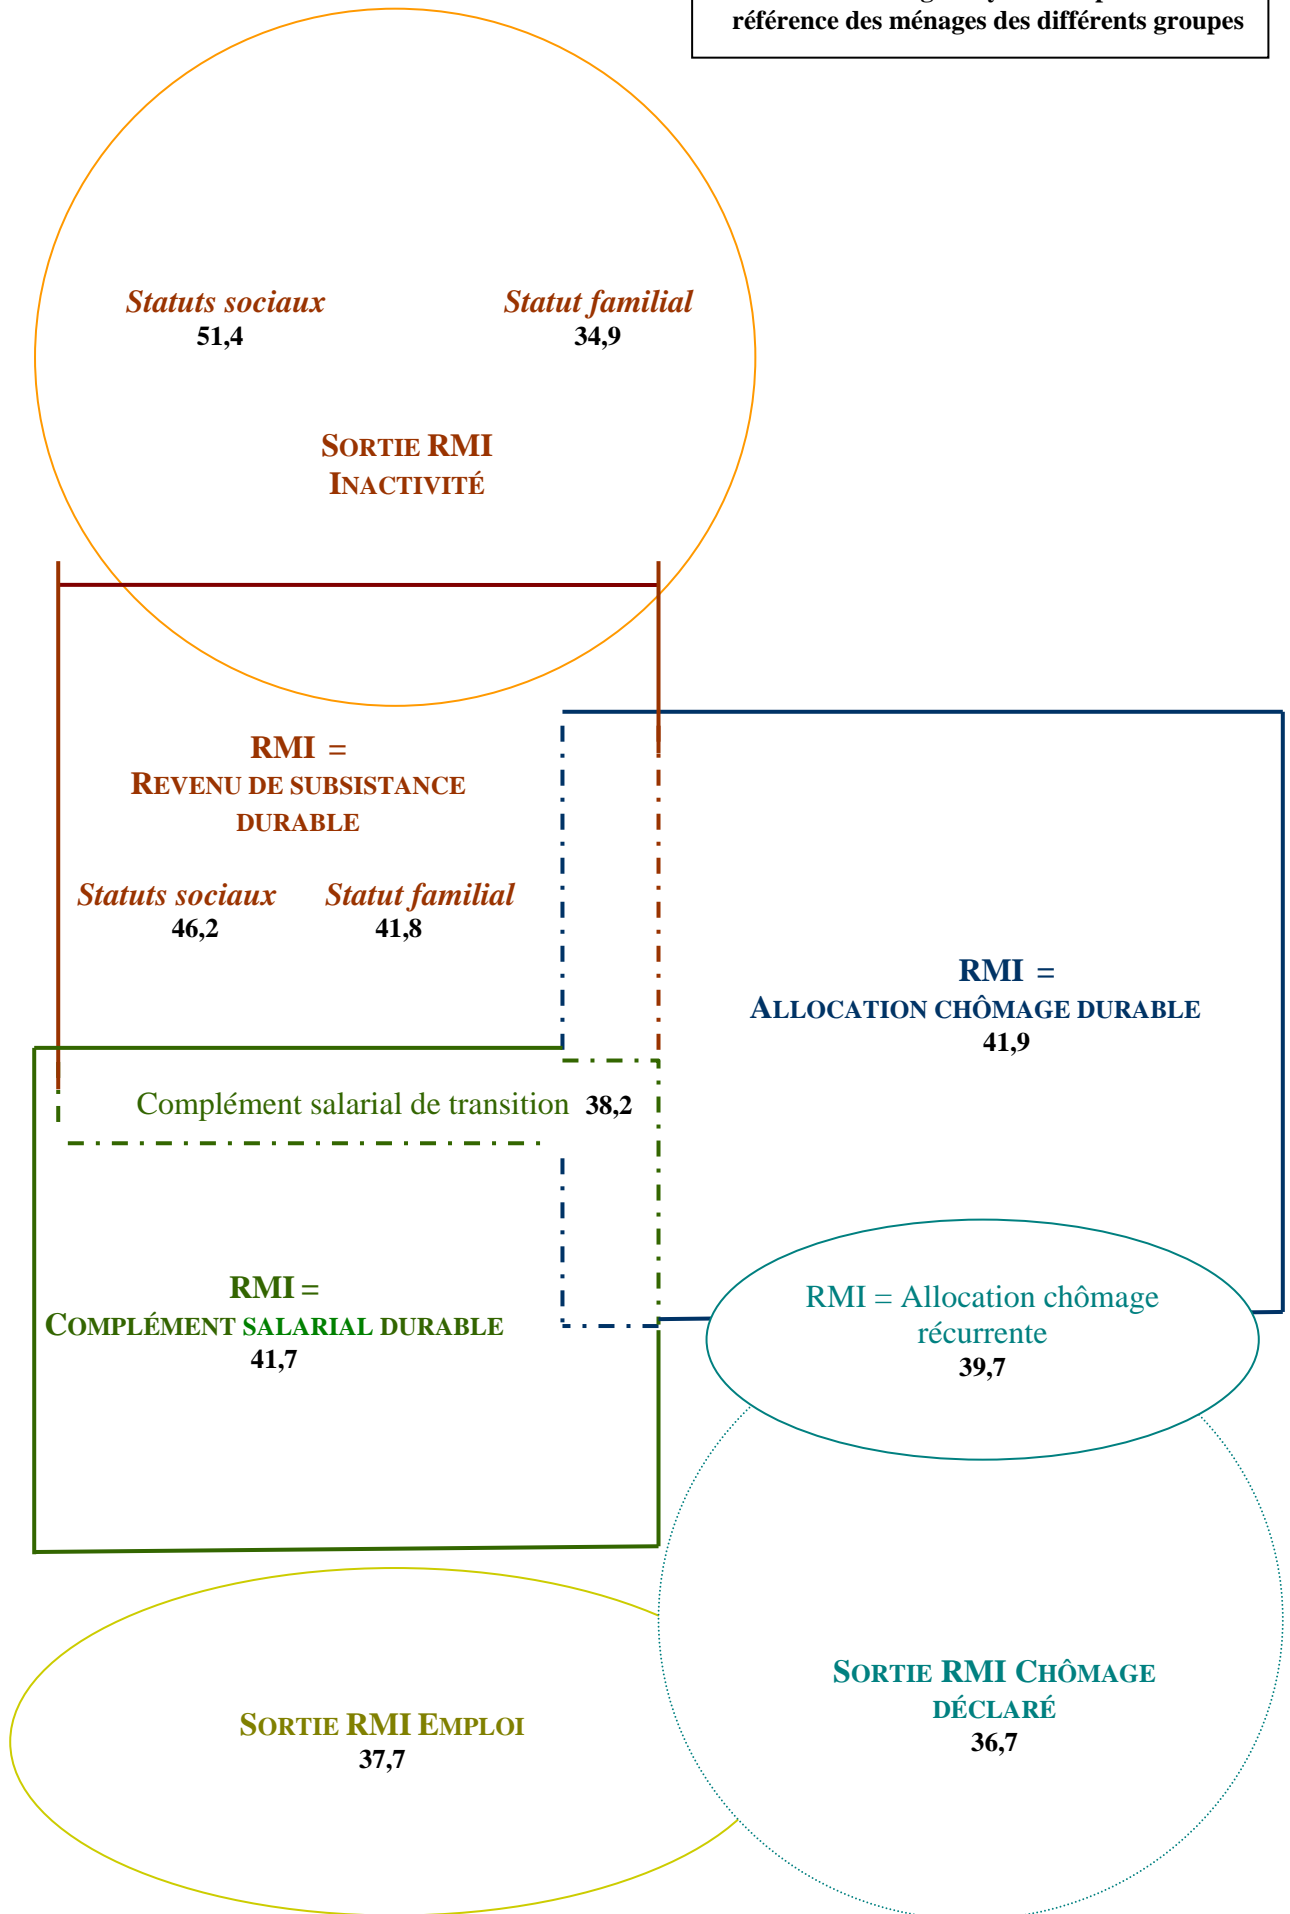 référence des ménages des différents groupes
Statuts sociaux
51,4
Statut familial
34,9
SORTIE RMI
INACTIVITÉ
RMI =
REVENU DE SUBSISTANCE
DURABLE
Statuts sociaux
46,2
Statut familial
41,8
RMI =
ALLOCATION CHÔMAGE DURABLE
41,9
Complément salarial de transition 38,2
RMI =
COMPLÉMENT SALARIAL DURABLE
41,7
RMI = Allocation chômage
récurrente
39,7
SORTIE RMI CHÔMAGE
DÉCLARÉ
36,7
SORTIE RMI EMPLOI
37,7